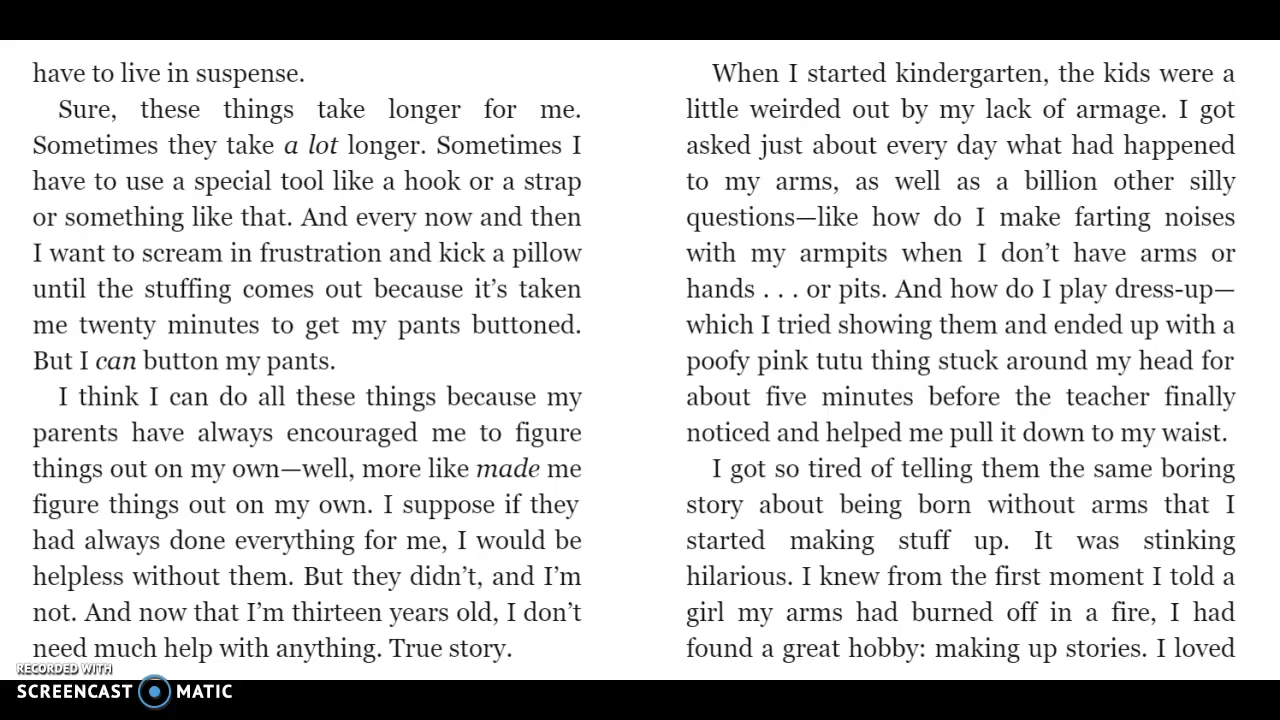 have to live in suspense.
Sure, these things take longer for me.
Sometimes they take a lot longer. Sometimes I
have to use a special tool like a hook or a strap
or something like that. And every now and then
I want to scream in frustration and kick a pillow
until the stuffing comes out because it’s taken
me twenty minutes to get my pants buttoned.
But I can button my pants.
I think I can do all these things because my
parents have always encouraged me to figure
things out on my own—well, more like made me
figure things out on my own. I suppose if they
had always done everything for me, I would be
helpless without them. But they didn’t, and I’m
not. And now that I’m thirteen years old, I don’t
need much help with anything. True story.
When I started kindergarten, the kids were a
little weirded out by my lack of armage. I got
asked just about every day what had happened
to my arms, as well as a billion other silly
questions—like how do I make farting noises
with my armpits when I don’t have arms or
hands . . . or pits. And how do I play dress-up—
which I tried showing them and ended up with a
poofy pink tutu thing stuck around my head for
about five minutes before the teacher finally
noticed and helped me pull it down to my waist.
I got so tired of telling them the same boring
story about being born without arms that I
started making stuff up. It was stinking
hilarious. I knew from the first moment I told a
girl my arms had burned off in a fire, I had
found a great hobby: making up stories. I loved
RECORDED WITH
SCREENCAST MATIC